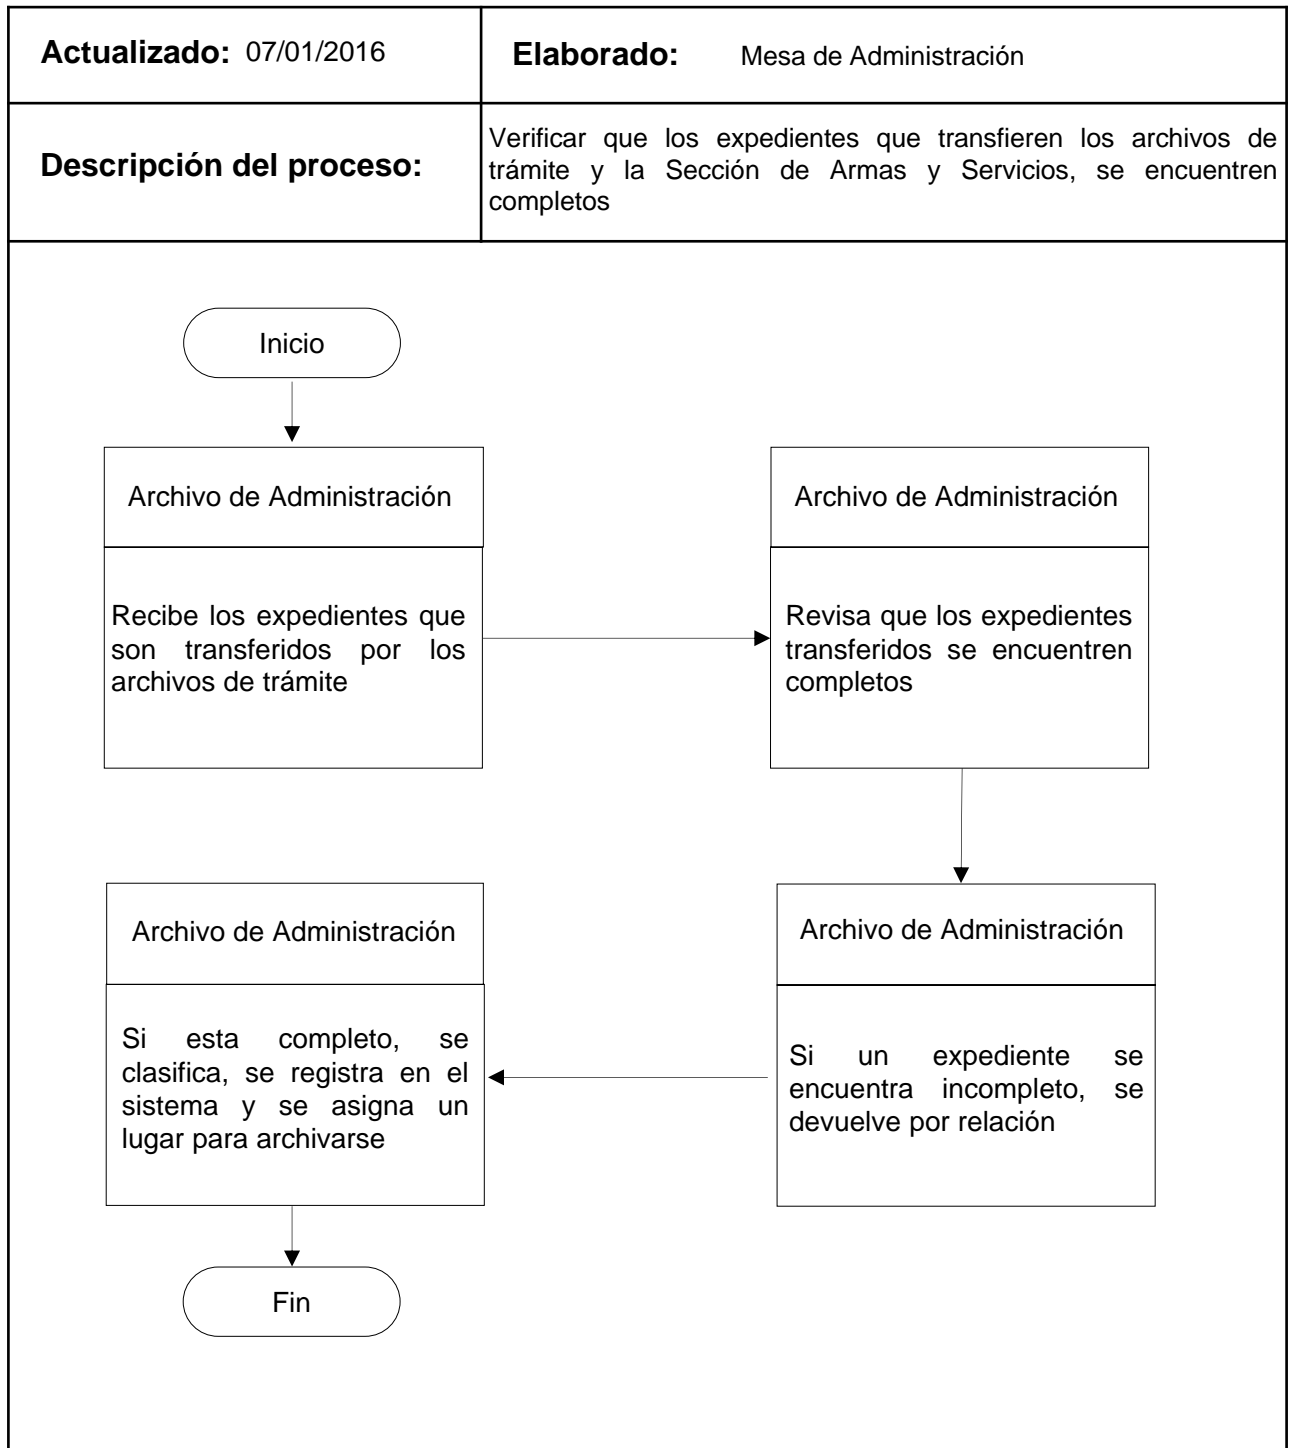 Actualizado: 07/01/2016
Elaborado: Mesa de Administración
Descripción del proceso:
Verificar que los expedientes que transfieren los archivos de
trámite y la Sección de Armas y Servicios, se encuentren
completos
Inicio
Archivo de Administración
Recibe los expedientes que
son transferidos por los
archivos de trámite
Archivo de Administración
Revisa que los expedientes
transferidos se encuentren
completos
Archivo de Administración
Si un expediente se
encuentra incompleto, se
devuelve por relación
Archivo de Administración
Si esta completo, se
clasifica, se registra en el
sistema y se asigna un
lugar para archivarse
Fin